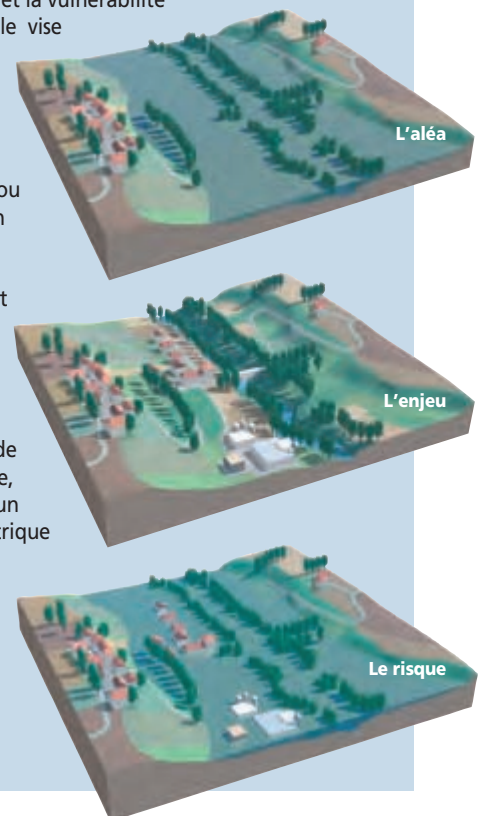 et la vulnérabilité
le vise
L'aléa
ou
n
t
L'enjeu
de
e,
un
trique
Le risque